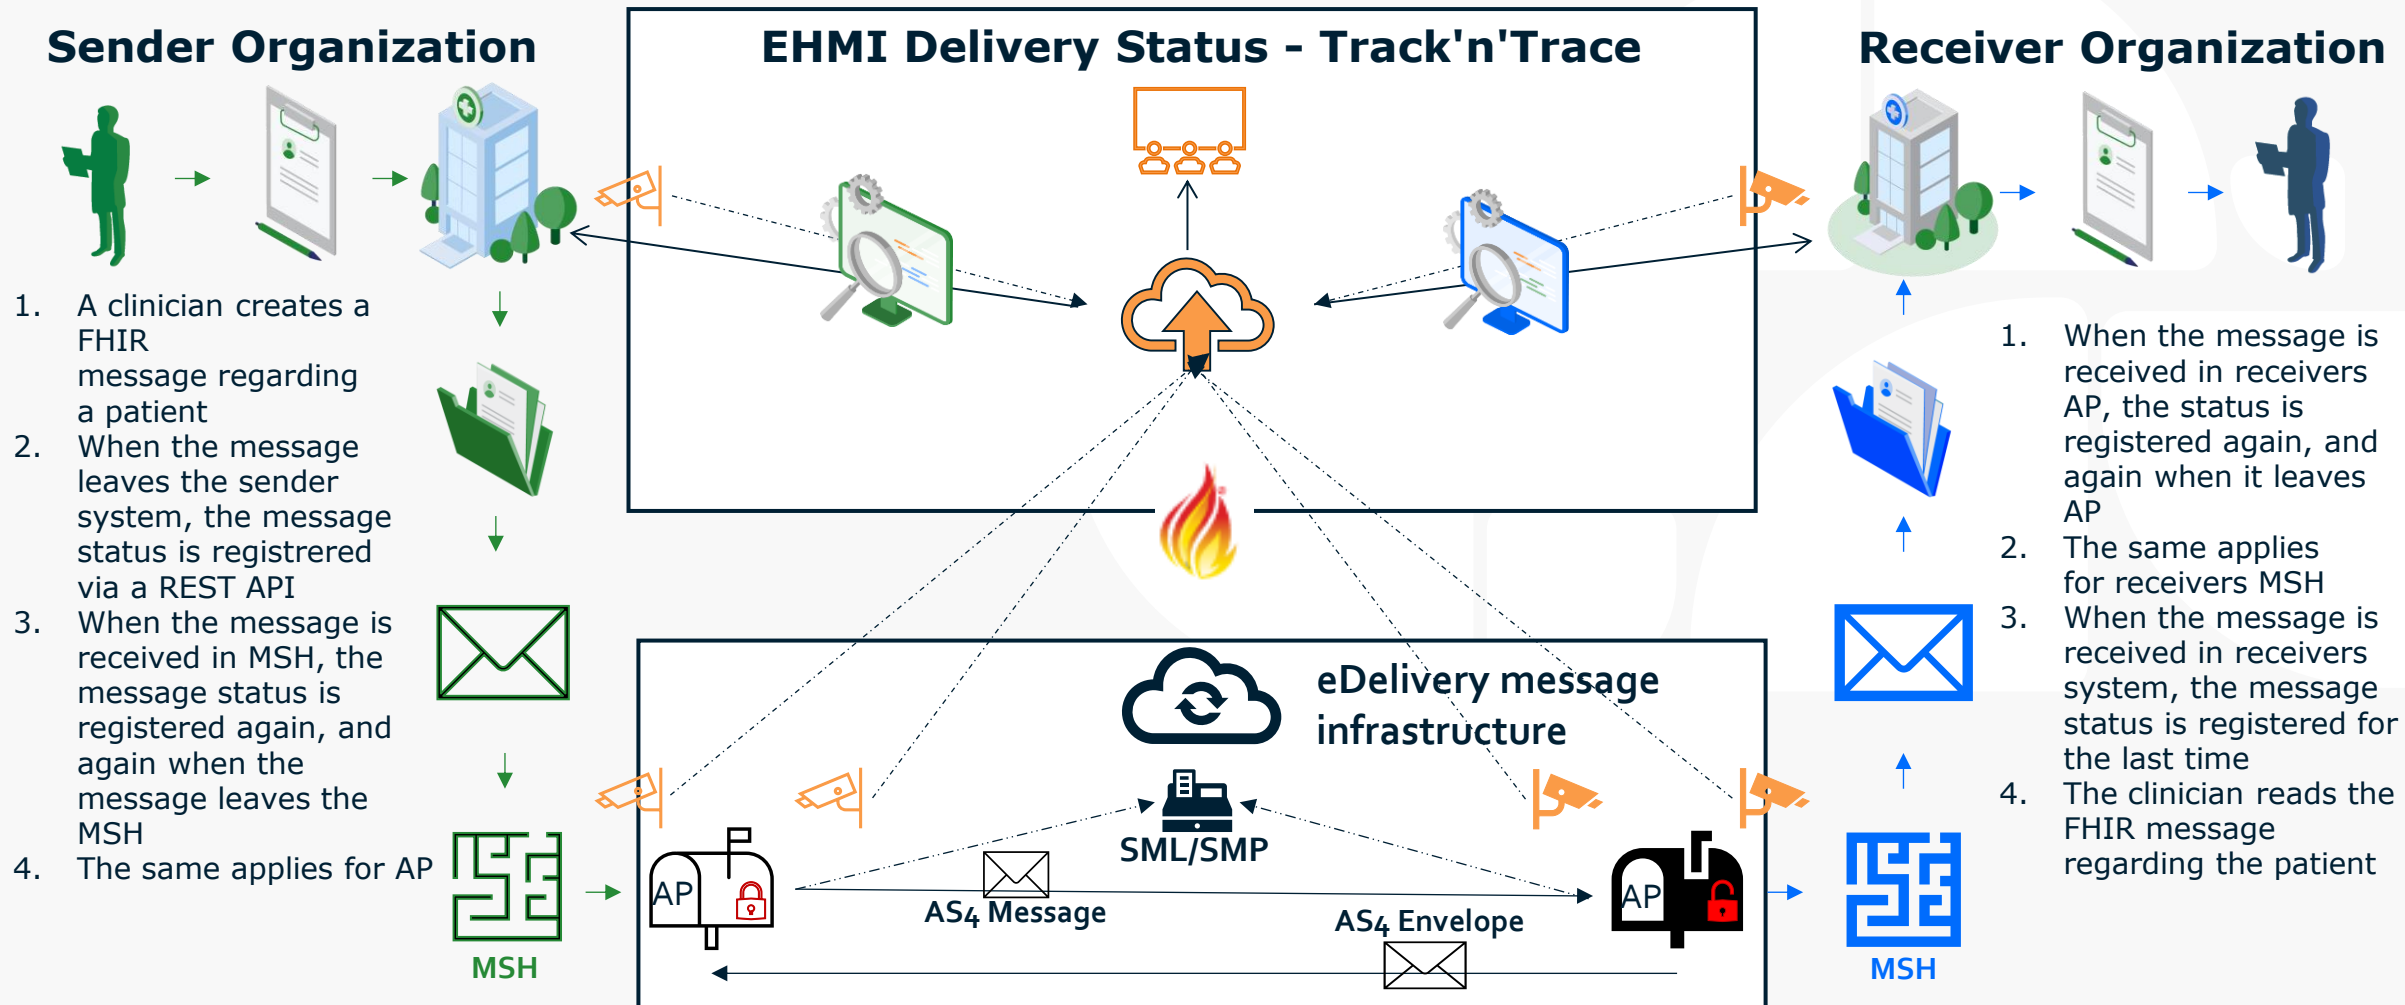 Sender Organization
EHMI Delivery Status - Track'n'Trace
Receiver Organization
1. A clinician creates a
FHIR
message regarding
a patient
2. When the message
leaves the sender
system, the message
status is registrered
via a REST API
3. When the message is
received in MSH, the
message status is
registered again, and
again when the
message leaves the
MSH
4. The same applies for AP
MSH
eDelivery message
infrastructure
SML/SMP
AP
AS4 Message
AS4 Envelope
AP
1. When the message is
received in receivers
AP, the status is
registered again, and
again when it leaves
AP
2. The same applies
for receivers MSH
3. When the message is
received in receivers
system, the message
status is registered for
the last time
4. The clinician reads the
FHIR message
regarding the patient
MSH